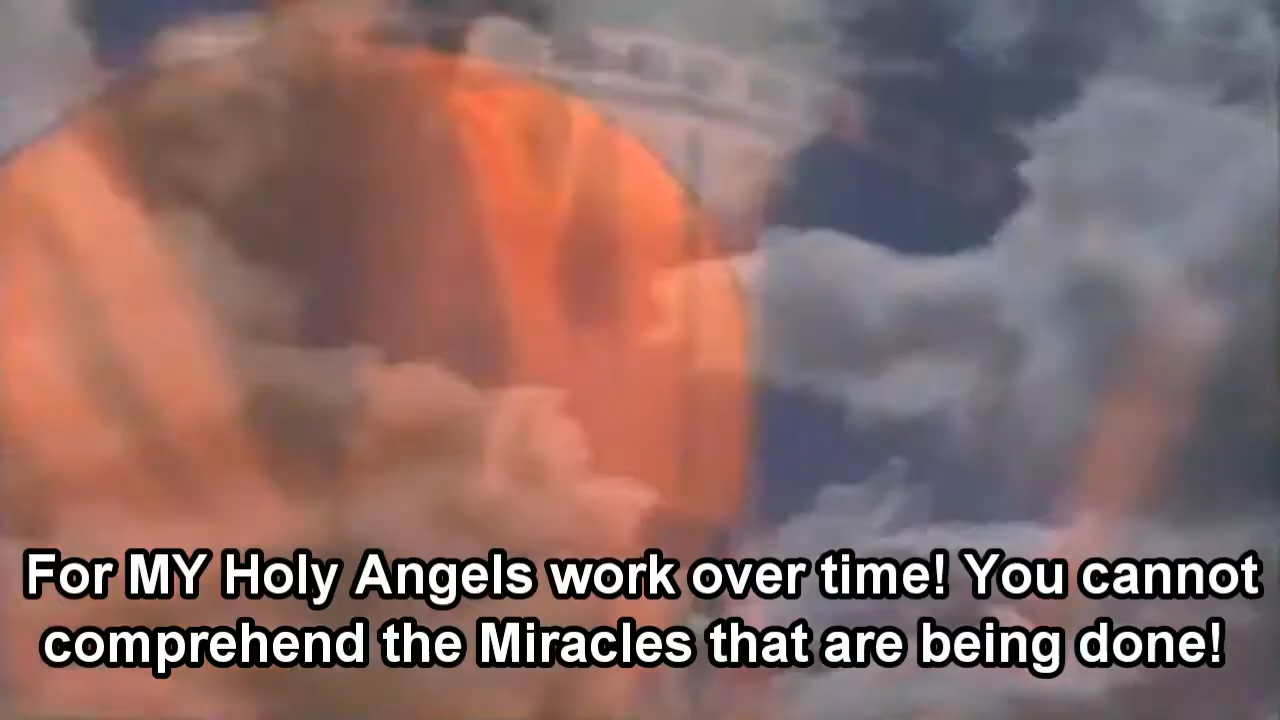 For MY Holy Angels work over time! You cannot
comprehend the Miracles that are being done!